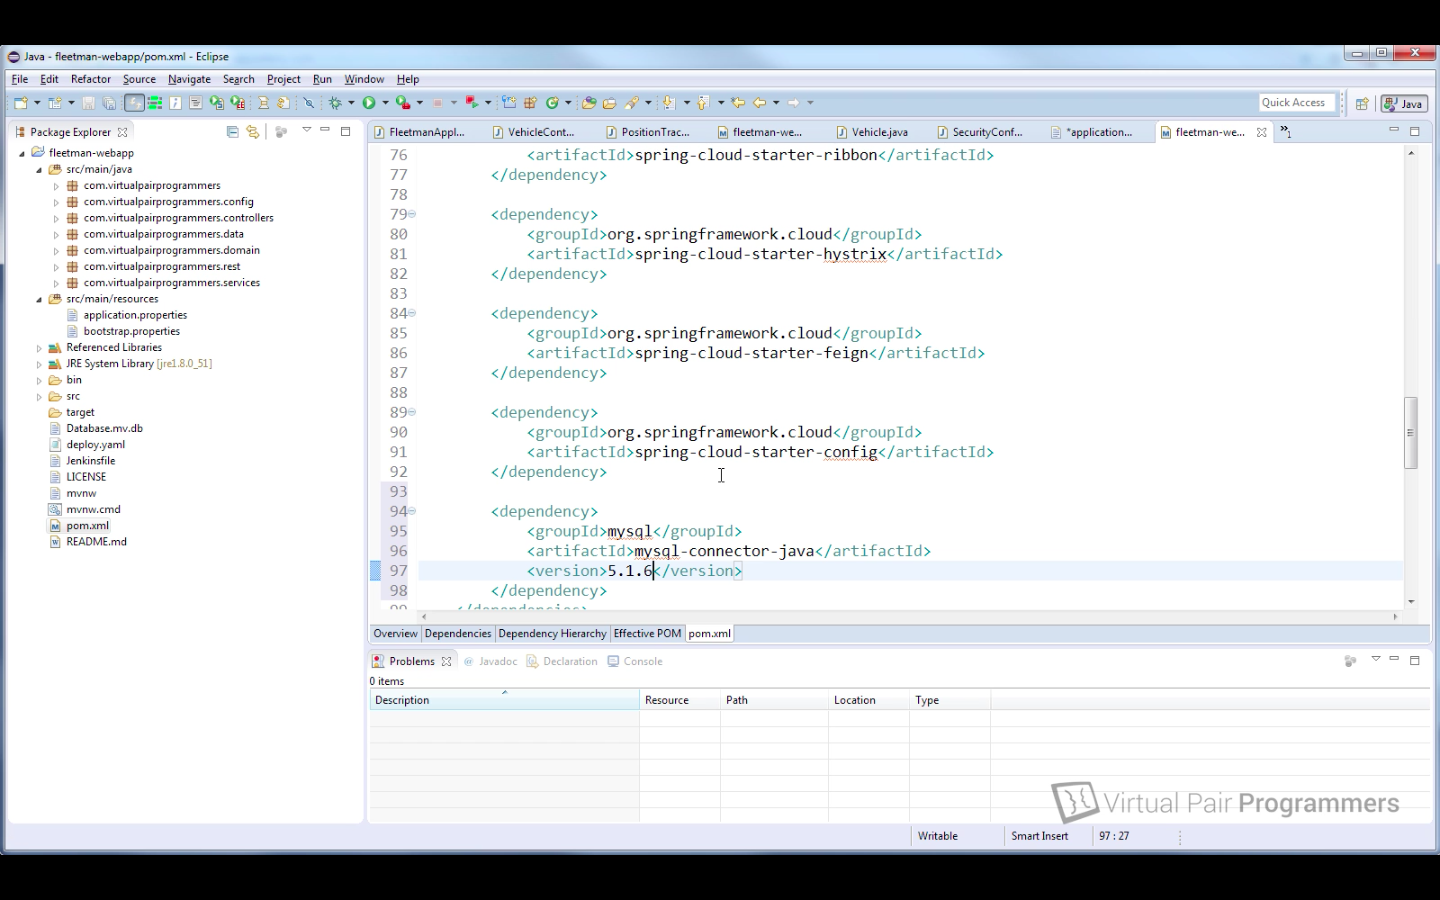 Java - fleetman-webapp/pom.xml - Eclipse
File Edit Refactor Source Navigate Search Project Run Window Help
Quick Access
Java
Package Explorer
fleetman-webapp
src/main/java
com.virtualpairprogrammers
com.virtualpairprogrammers.config
com.virtualpairprogrammers.controllers
com.virtualpairprogrammers.data
com.virtualpairprogrammers.domain
com.virtualpairprogrammers.rest
com.virtualpairprogrammers.services
src/main/resources
application.properties
bootstrap.properties
Referenced Libraries
JRE System Library [jre1.8.0_51]
bin
src
target
Database.mv.db
deploy.yaml
Jenkinsfile
LICENSE
mvnw
mvnw.cmd
pom.xml
README.md
FleetmanAppl... VehicleCont... PositionTrac... fleetman-we... Vehicle.java SecurityConf... *application... fleetman-we... »1
76 <artifactId>spring-cloud-starter-ribbon</artifactId>
77 </dependency>
78
79 <dependency>
80 <groupId>org.springframework.cloud</groupId>
81 <artifactId>spring-cloud-starter-hystrix</artifactId>
82 </dependency>
83
84 <dependency>
85 <groupId>org.springframework.cloud</groupId>
86 <artifactId>spring-cloud-starter-feign</artifactId>
87 </dependency>
88
89 <dependency>
90 <groupId>org.springframework.cloud</groupId>
91 <artifactId>spring-cloud-starter-config</artifactId>
92 </dependency>
93
94 <dependency>
95 <groupId>mysql</groupId>
96 <artifactId>mysql-connector-java</artifactId>
97 <version>5.1.6</version>
98 </dependency>
99 </dependencies>
Overview Dependencies Dependency Hierarchy Effective POM pom.xml
Problems Javadoc Declaration Console
0 items
Description Resource Path Location Type
Virtual Pair Programmers
Writable Smart Insert 97 : 27